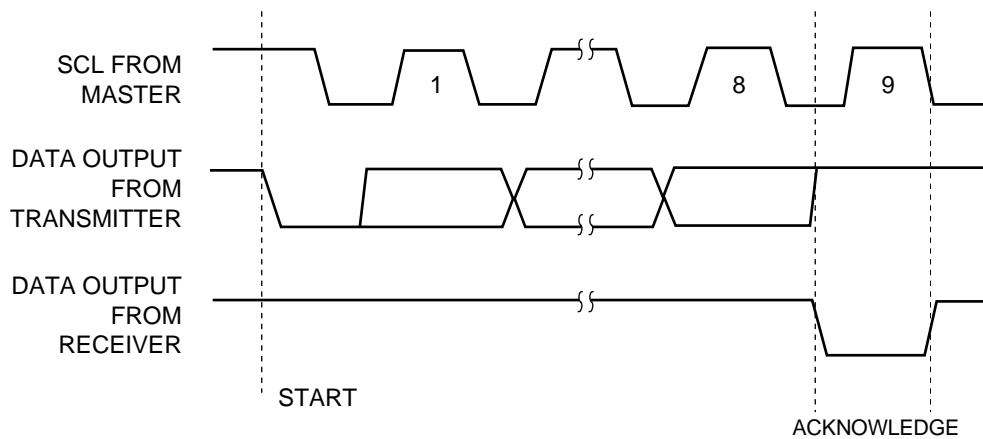 SCL FROM
MASTER
1
8
9
DATA OUTPUT
FROM
TRANSMITTER
DATA OUTPUT
FROM
RECEIVER
START
ACKNOWLEDGE